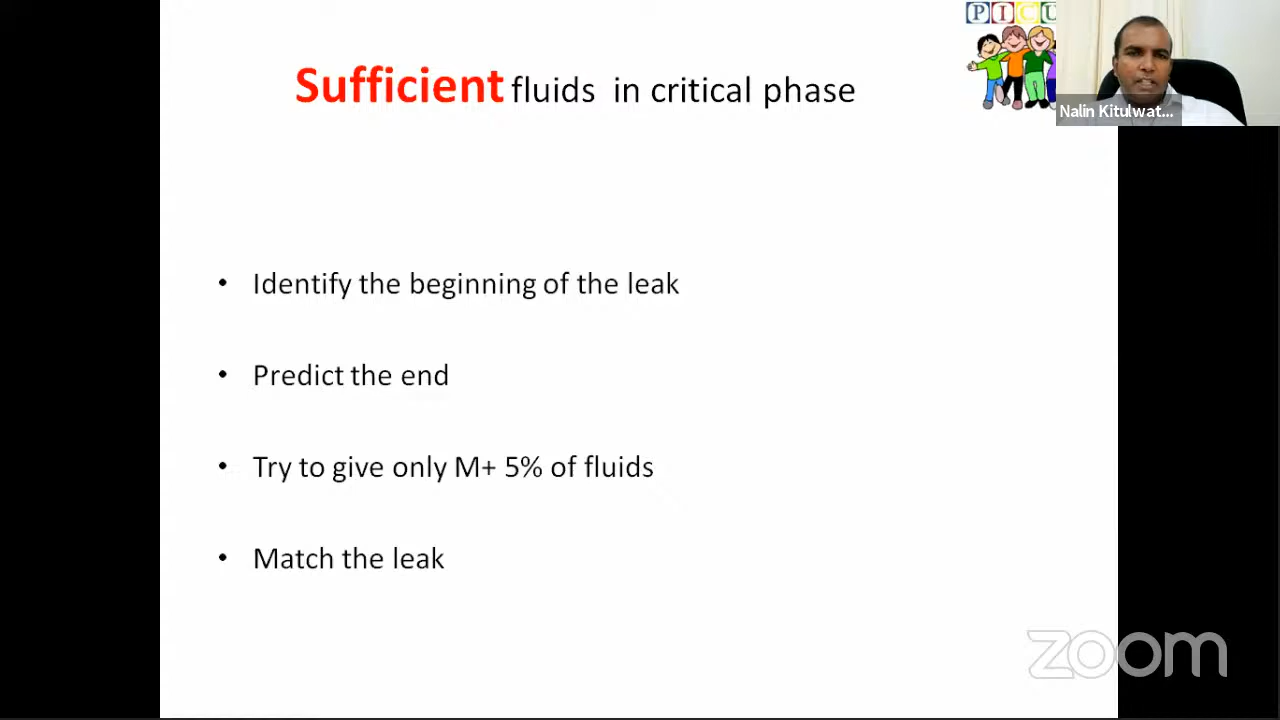 PICU
Sufficient fluids in critical phase
Nalin Kitulwat...
• Identify the beginning of the leak
• Predict the end
• Try to give only M+ 5% of fluids
• Match the leak
zoom